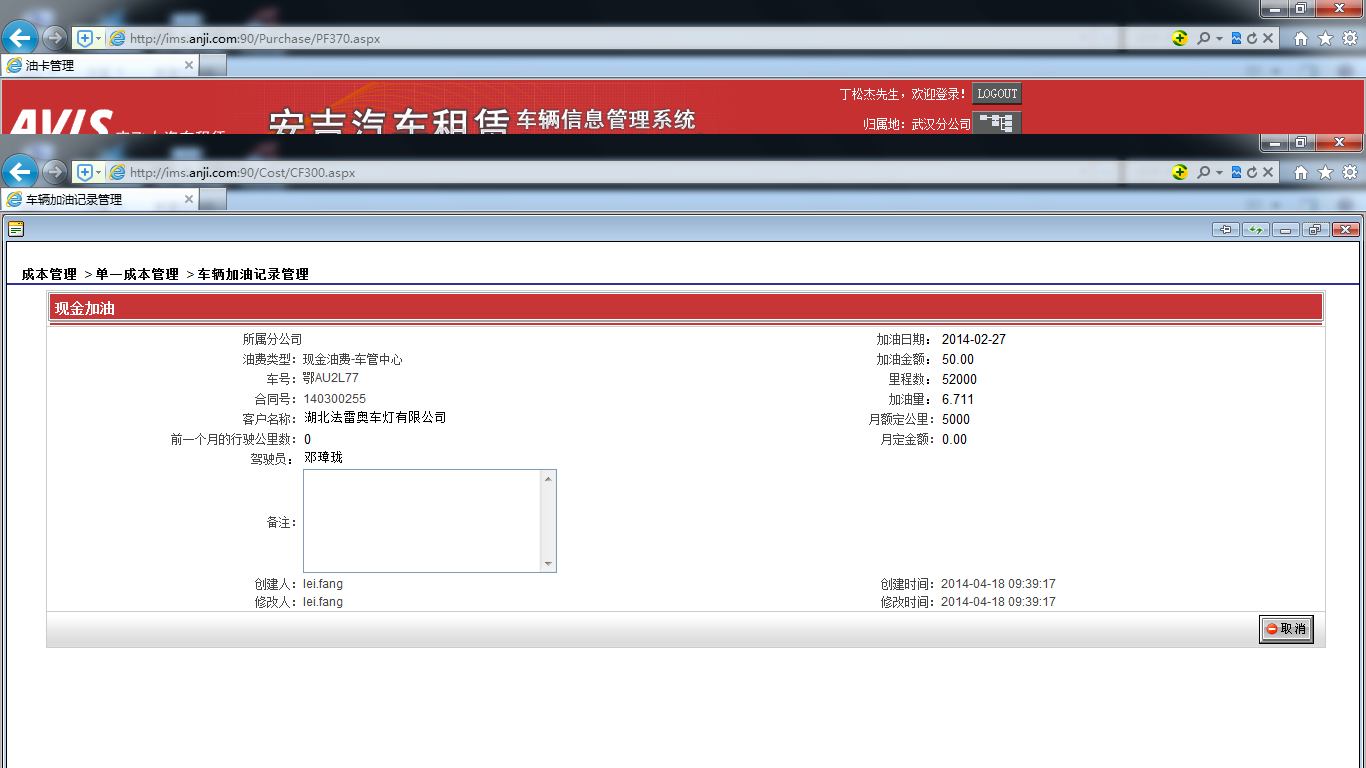 http://ims.anji.com:90/Purchase/PF370.aspx
油卡管理
丁松杰先生，欢迎登录！ LOGOUT
AVIS 安吉汽车租赁 车辆信息管理系统
归属地：武汉分公司
http://ims.anji.com:90/Cost/CF300.aspx
车辆加油记录管理
成本管理 >单一成本管理 >车辆加油记录管理
现金加油
所属分公司 加油日期： 2014-02-27
油费类型：现金油费-车管中心 加油金额： 50.00
车号：鄂AU2L77 里程数： 52000
合同号：140300255 加油量： 6.711
客户名称：湖北法雷奥车灯有限公司 月额定公里：5000
前一个月的行驶公里数：0 月定金额：0.00
驾驶员：邓璋珑
备注：
创建人：lei.fang 创建时间：2014-04-18 09:39:17
修改人：lei.fang 修改时间：2014-04-18 09:39:17
取消